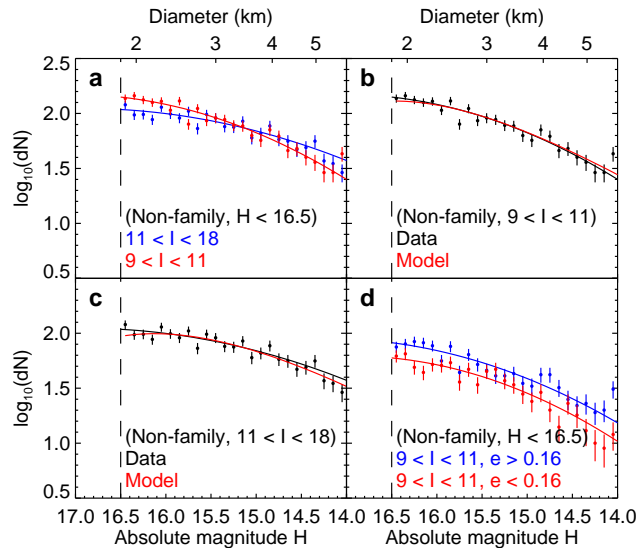 Diameter (km)
Diameter (km)
2 3 4 5
2 3 4 5
2.5
2.0
1.5
1.0
0.5
log10(dN)
a
(Non-family, H < 16.5)
11 < I < 18
9 < I < 11
b
(Non-family, 9 < I < 11)
Data
Model
2.0
1.5
1.0
0.5
log10(dN)
c
(Non-family, 11 < I < 18)
Data
Model
d
(Non-family, H < 16.5)
9 < I < 11, e > 0.16
9 < I < 11, e < 0.16
17.0 16.5 16.0 15.5 15.0 14.5 14.0
16.5 16.0 15.5 15.0 14.5 14.0
Absolute magnitude H
Absolute magnitude H